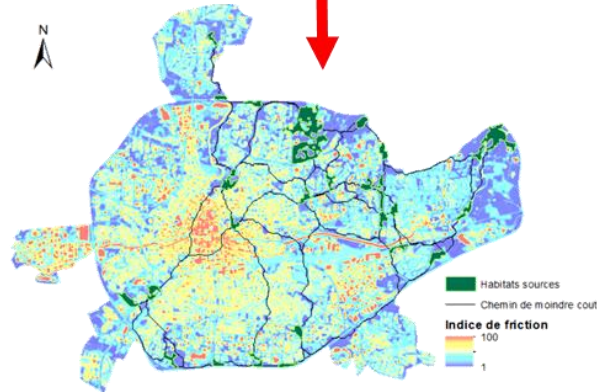 N
Habitats sources
Chemin de moindre cout
Indice de friction
100
1